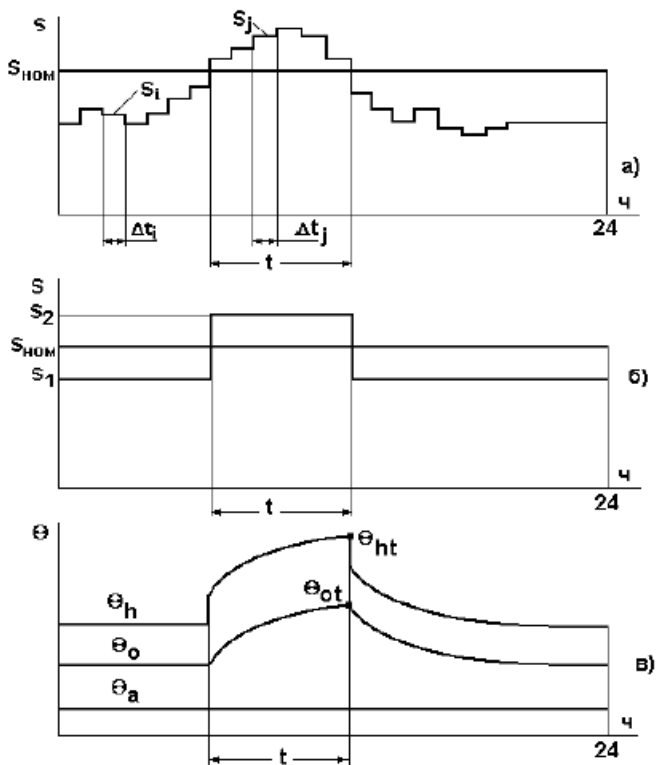 S
Sj
Sном
Si
а)
ч
Δti
Δtj
24
t
S
S2
Sном
S1
б)
ч
t
24
Θ
Θht
Θh
Θot
Θo
в)
Θa
ч
24
t